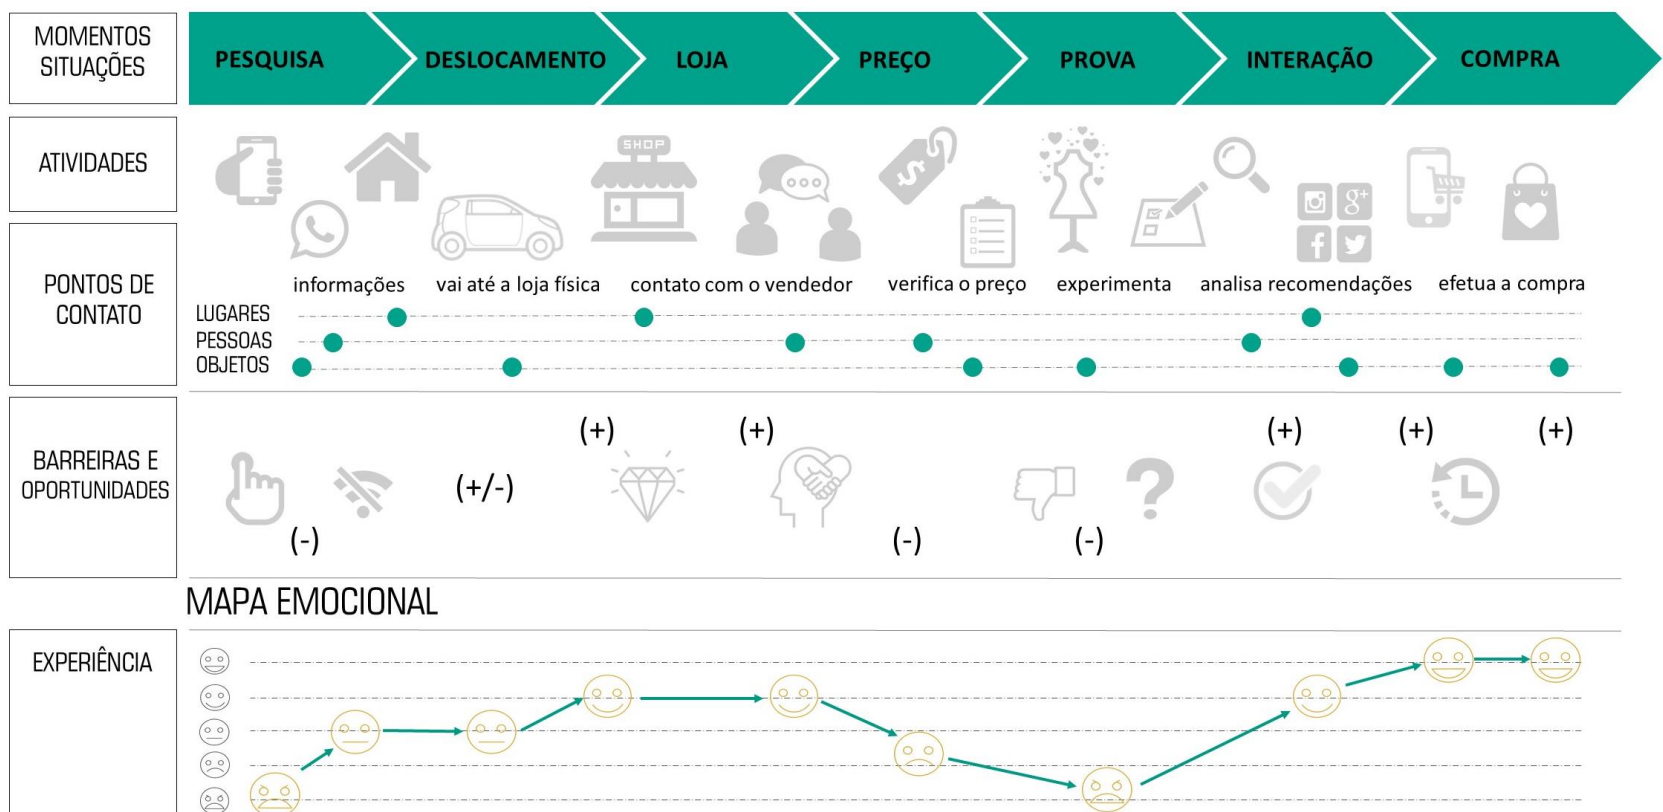 MOMENTOS
SITUAÇÕES
PESQUISA
DESLOCAMENTO
LOJA
PREÇO
PROVA
INTERAÇÃO
COMPRA
ATIVIDADES
SHOP
$
g+
f
PONTOS DE
CONTATO
informações
vai até a loja física
contato com o vendedor
verifica o preço
experimenta
analisa recomendações
efetua a compra
LUGARES
PESSOAS
OBJETOS
BARREIRAS E
OPORTUNIDADES
(+)
(+)
(+)
(+)
(+)
(+/-)
?
(-)
(-)
(-)
MAPA EMOCIONAL
EXPERIÊNCIA